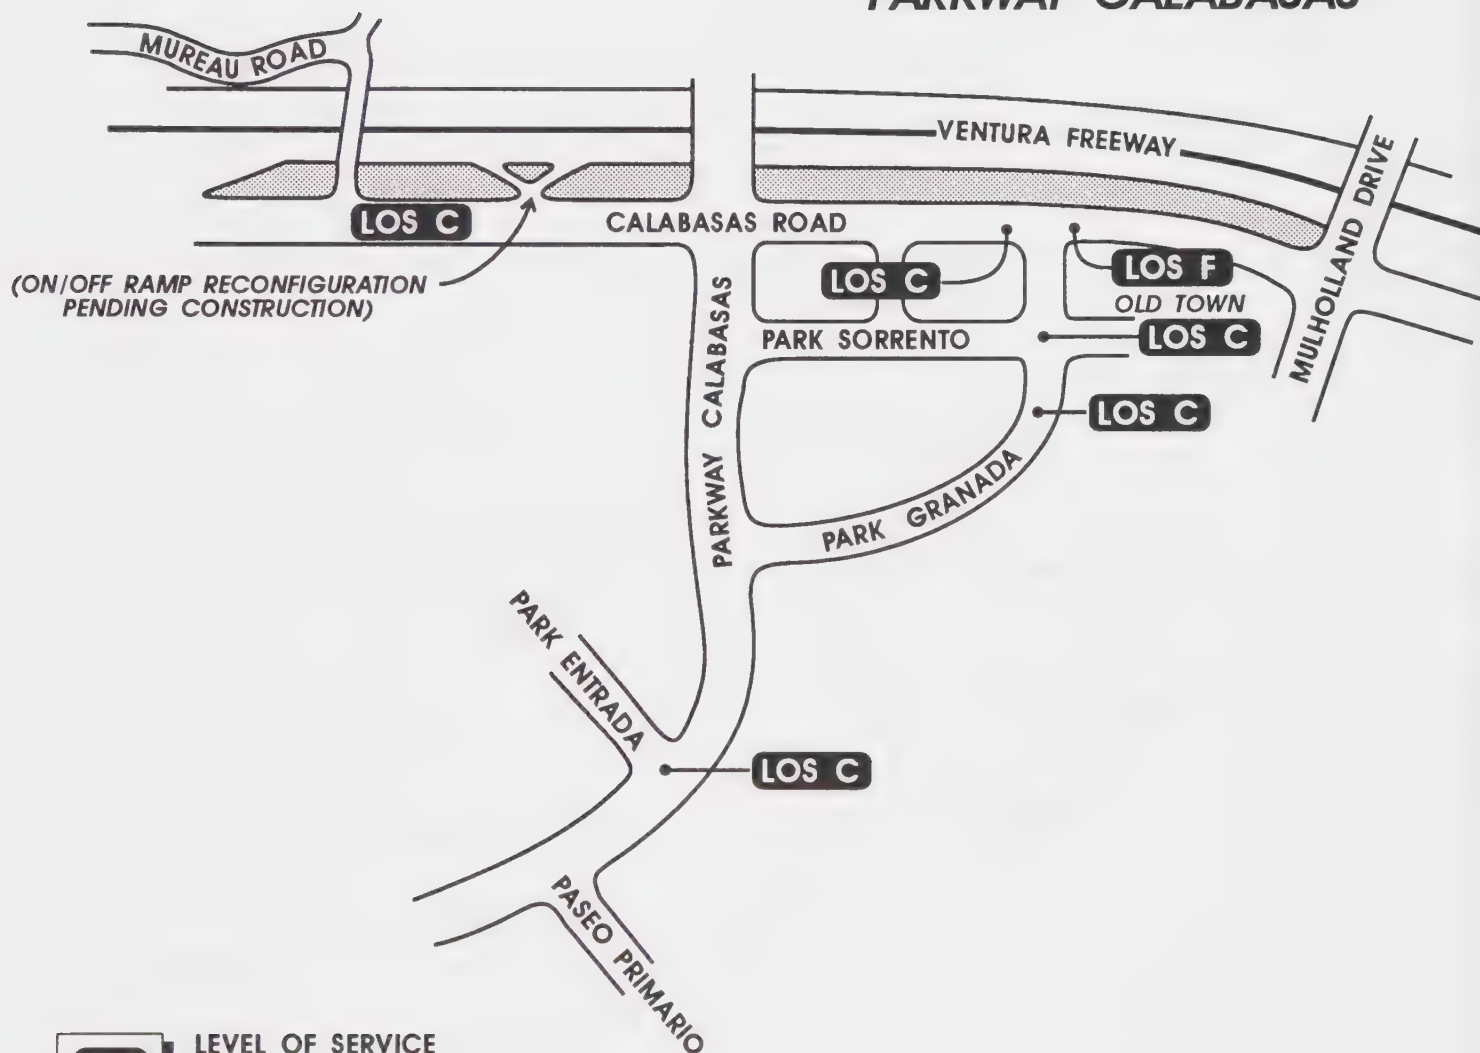 PARKWAY CALABASAS
MUREAU ROAD
VENTURA FREEWAY
MULHOLLAND DRIVE
LOS C
CALABASAS ROAD
(ON/OFF RAMP RECONFIGURATION
PENDING CONSTRUCTION)
LOS C
LOS F
OLD TOWN
PARK SORRENTO
LOS C
PARKWAY CALABASAS
LOS C
PARK GRANADA
PARK ENTRADA
LOS C
PASEO PRIMARIO
LEVEL OF SERVICE